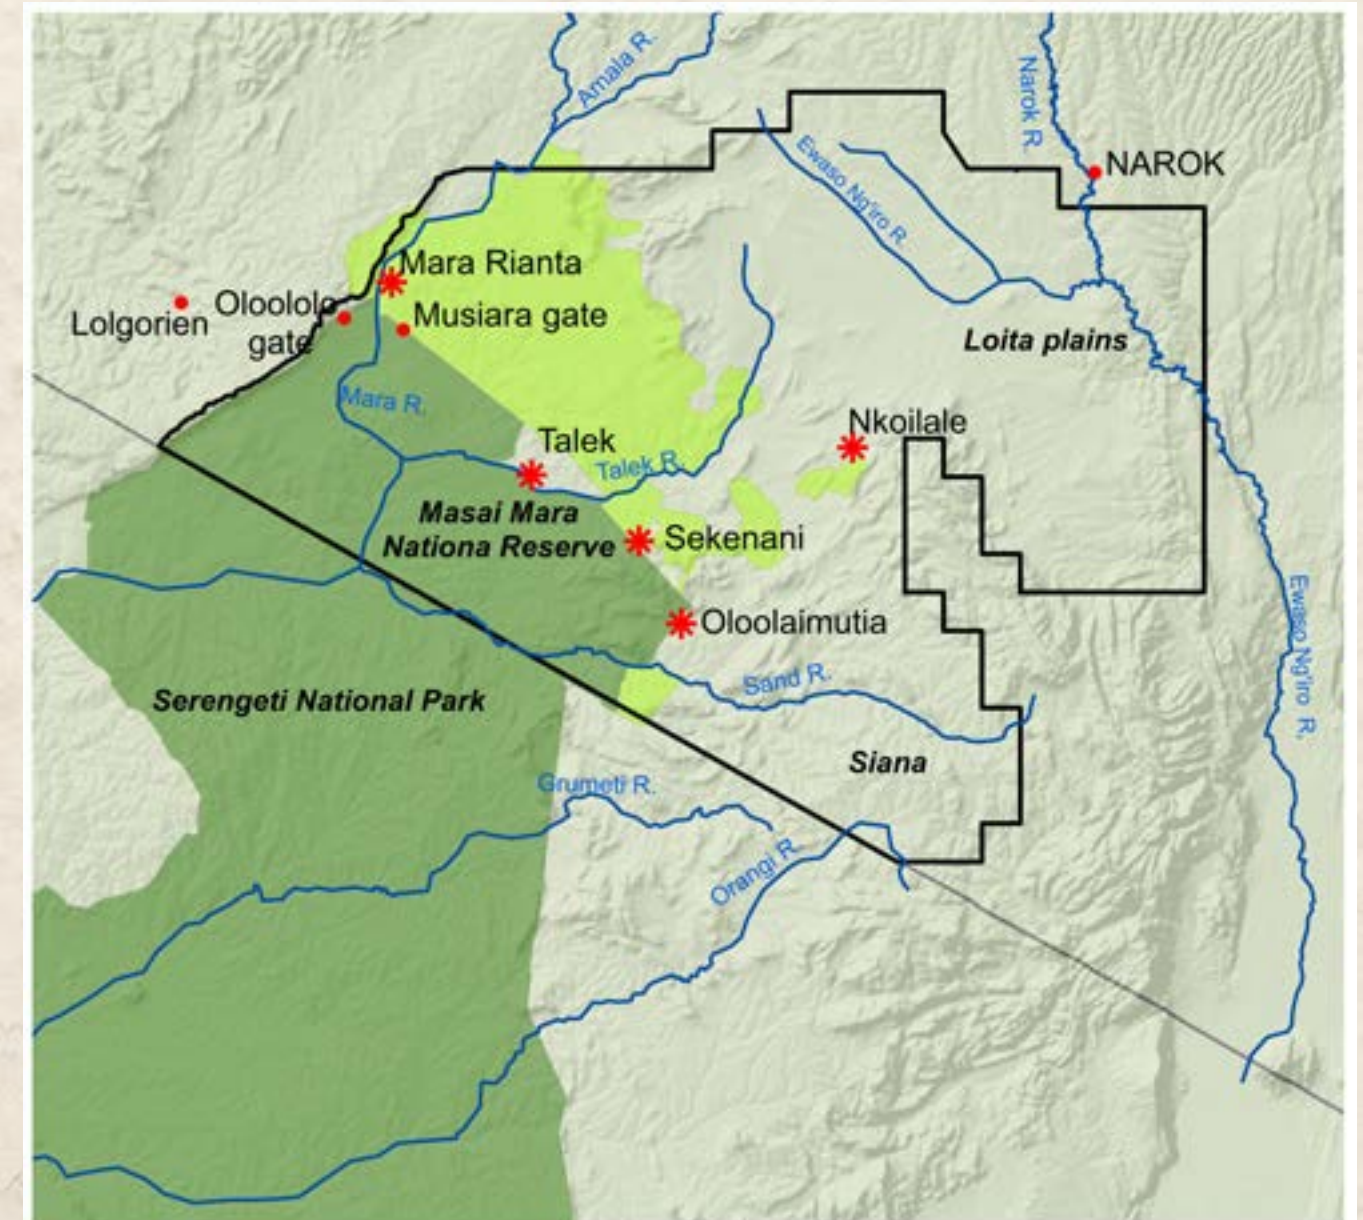 Amala R.
Narok R.
NAROK
Ewaso Ng'iro R.
Mara Rianta
Lolgorien
Oloololo
gate
Musiara gate
Loita plains
Mara R.
Nkoilale
Talek
Talek R.
Masai Mara
Nationa Reserve
Sekenani
Ewaso Ng'iro R.
Oloolaimutia
Sand R.
Serengeti National Park
Siana
Grumeti R.
Orangi R.